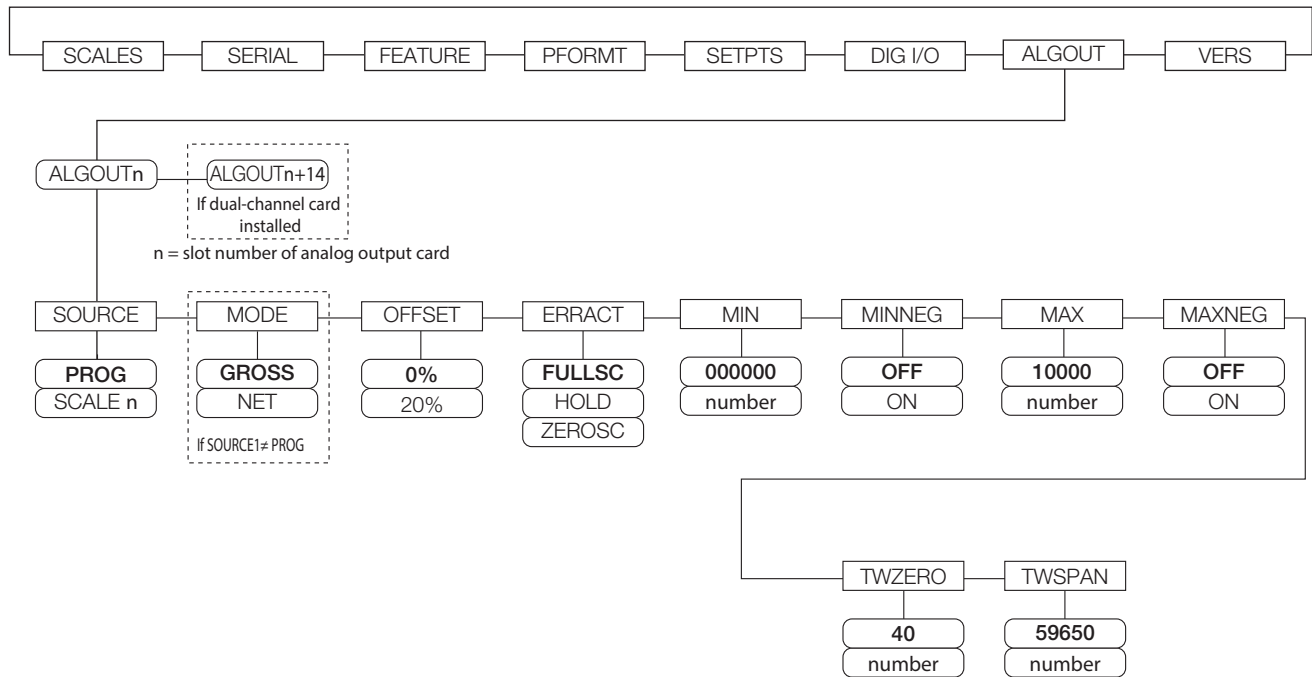 SCALES
SERIAL
FEATURE
PFORMT
SETPTS
DIG I/O
ALGOUT
VERS
ALGOUTn
ALGOUTn+14
If dual-channel card
installed
n = slot number of analog output card
SOURCE
MODE
OFFSET
ERRACT
MIN
MINNEG
MAX
MAXNEG
PROG
GROSS
0%
FULLSC
000000
OFF
10000
OFF
SCALE n
NET
20%
HOLD
number
ON
number
ON
ZEROSC
If SOURCE1≠ PROG
TWZERO
TWSPAN
40
59650
number
number